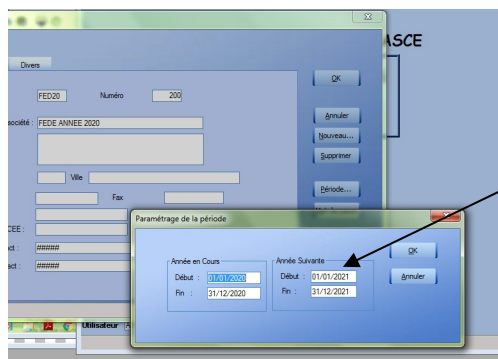 ASCE
Divers
OK
FED20 Numéro 200
société : FEDE ANNEE 2020
Annuler
Nouveau...
Supprimer
Ville
Fax
Période...
CEE :
#####
#####
Paramétrage de la période
Année en Cours
Début : 01/01/2020
Fin : 31/12/2020
Année Suivante
Début : 01/01/2021
Fin : 31/12/2021
OK
Annuler
Utilisateur